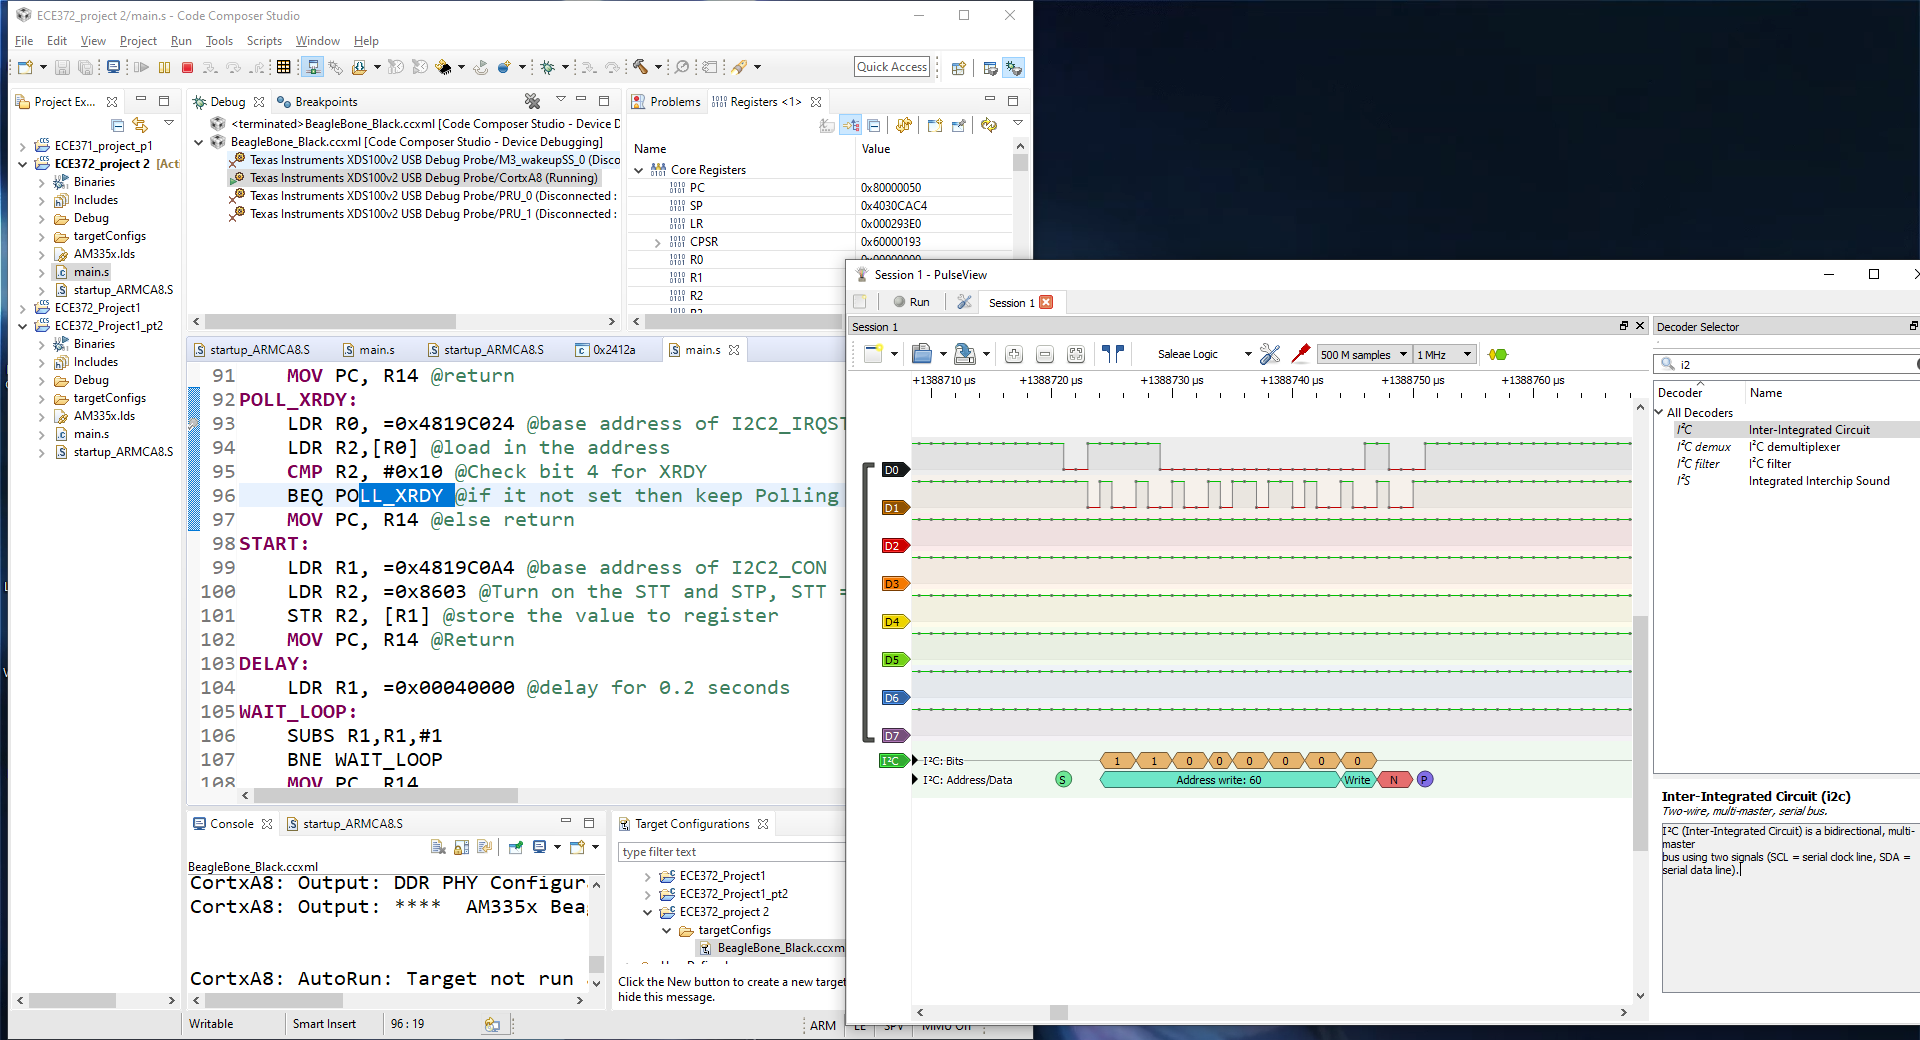 ECE372_project 2/main.s - Code Composer Studio
File Edit View Project Run Tools Scripts Window Help
Quick Access
Project Ex...
ECE371_project_p1
ECE372_project 2 [Acti
Binaries
Includes
Debug
targetConfigs
AM335x.lds
main.s
startup_ARMCA8.S
ECE372_Project1
ECE372_Project1_pt2
Binaries
Includes
Debug
targetConfigs
AM335x.lds
main.s
startup_ARMCA8.S
Debug Breakpoints
<terminated>BeagleBone_Black.ccxml [Code Composer Studio - Device D
BeagleBone_Black.ccxml [Code Composer Studio - Device Debugging]
Texas Instruments XDS100v2 USB Debug Probe/M3_wakeupSS_0 (Disco
Texas Instruments XDS100v2 USB Debug Probe/CortxA8 (Running)
Texas Instruments XDS100v2 USB Debug Probe/PRU_0 (Disconnected :
Texas Instruments XDS100v2 USB Debug Probe/PRU_1 (Disconnected :
Problems Registers <1>
Name Value
Core Registers
PC 0x80000050
SP 0x4030CAC4
LR 0x000293E0
CPSR 0x60000193
R0 0x00000000
R1
R2
startup_ARMCA8.S main.s startup_ARMCA8.S 0x2412a main.s
91 MOV PC, R14 @return
92 POLL_XRDY:
93 LDR R0, =0x4819C024 @base address of I2C2_IRQST
94 LDR R2,[R0] @load in the address
95 CMP R2, #0x10 @Check bit 4 for XRDY
96 BEQ POLL_XRDY @if it not set then keep Polling
97 MOV PC, R14 @else return
98 START:
99 LDR R1, =0x4819C0A4 @base address of I2C2_CON
100 LDR R2, =0x8603 @Turn on the STT and STP, STT =
101 STR R2, [R1] @store the value to register
102 MOV PC, R14 @Return
103 DELAY:
104 LDR R1, =0x00040000 @delay for 0.2 seconds
105 WAIT_LOOP:
106 SUBS R1,R1,#1
107 BNE WAIT_LOOP
108 MOV PC, R14
Console startup_ARMCA8.S
BeagleBone_Black.ccxml
CortxA8: Output: DDR PHY Configur
CortxA8: Output: **** AM335x Bea
CortxA8: AutoRun: Target not run
Target Configurations
type filter text
ECE372_Project1
ECE372_Project1_pt2
ECE372_project 2
targetConfigs
BeagleBone_Black.ccxm
Click the New button to create a new target
hide this message.
Writable Smart Insert 96 : 19 ARM LE SPV MMU Off
Session 1 - PulseView
Run Session 1
Session 1
Saleae Logic 500 M samples 1 MHz
+1388710 µs +1388720 µs +1388730 µs +1388740 µs +1388750 µs +1388760 µs
D0
D1
D2
D3
D4
D5
D6
D7
I²C I²C: Bits 1 1 0 0 0 0 0 0
I²C: Address/Data S Address write: 60 Write N P
Decoder Selector
i2
Decoder Name
All Decoders
I²C Inter-Integrated Circuit
I²C demux I²C demultiplexer
I²C filter I²C filter
I²S Integrated Interchip Sound
Inter-Integrated Circuit (i2c)
Two-wire, multi-master, serial bus.
I²C (Inter-Integrated Circuit) is a bidirectional, multi-
master
bus using two signals (SCL = serial clock line, SDA =
serial data line).